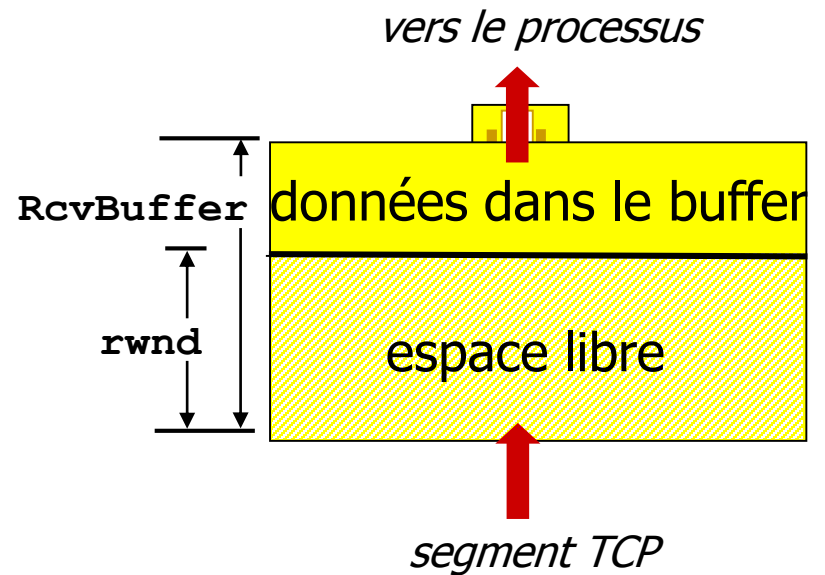 vers le processus
RcvBuffer
données dans le buffer
rwnd
espace libre
segment TCP